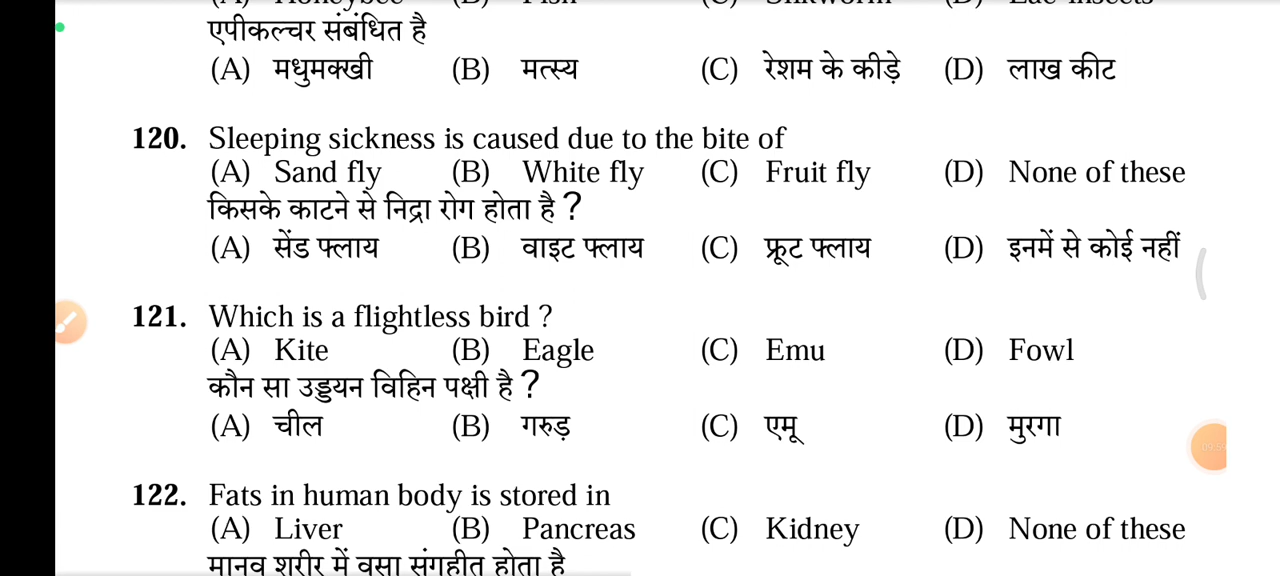 एपीकल्चर संबंधित है
(A) मधुमक्खी (B) मत्स्य (C) रेशम के कीड़े (D) लाख कीट
120. Sleeping sickness is caused due to the bite of
(A) Sand fly (B) White fly (C) Fruit fly (D) None of these
किसके काटने से निद्रा रोग होता है ?
(A) सेंड फ्लाय (B) वाइट फ्लाय (C) फ्रूट फ्लाय (D) इनमें से कोई नहीं
121. Which is a flightless bird ?
(A) Kite (B) Eagle (C) Emu (D) Fowl
कौन सा उड्डयन विहिन पक्षी है ?
(A) चील (B) गरुड़ (C) एमू (D) मुरगा
122. Fats in human body is stored in
(A) Liver (B) Pancreas (C) Kidney (D) None of these
मानव शरीर में वसा संगहीत होता है